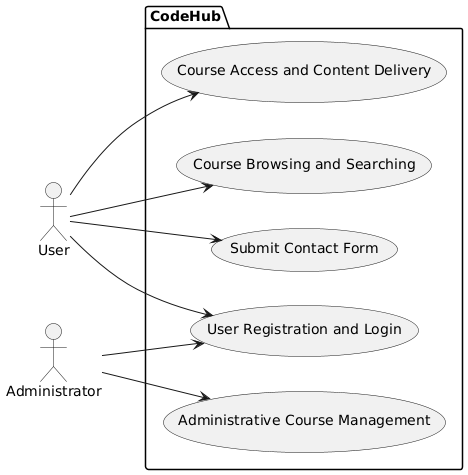 CodeHub
Course Access and Content Delivery
Course Browsing and Searching
User
Submit Contact Form
User Registration and Login
Administrator
Administrative Course Management